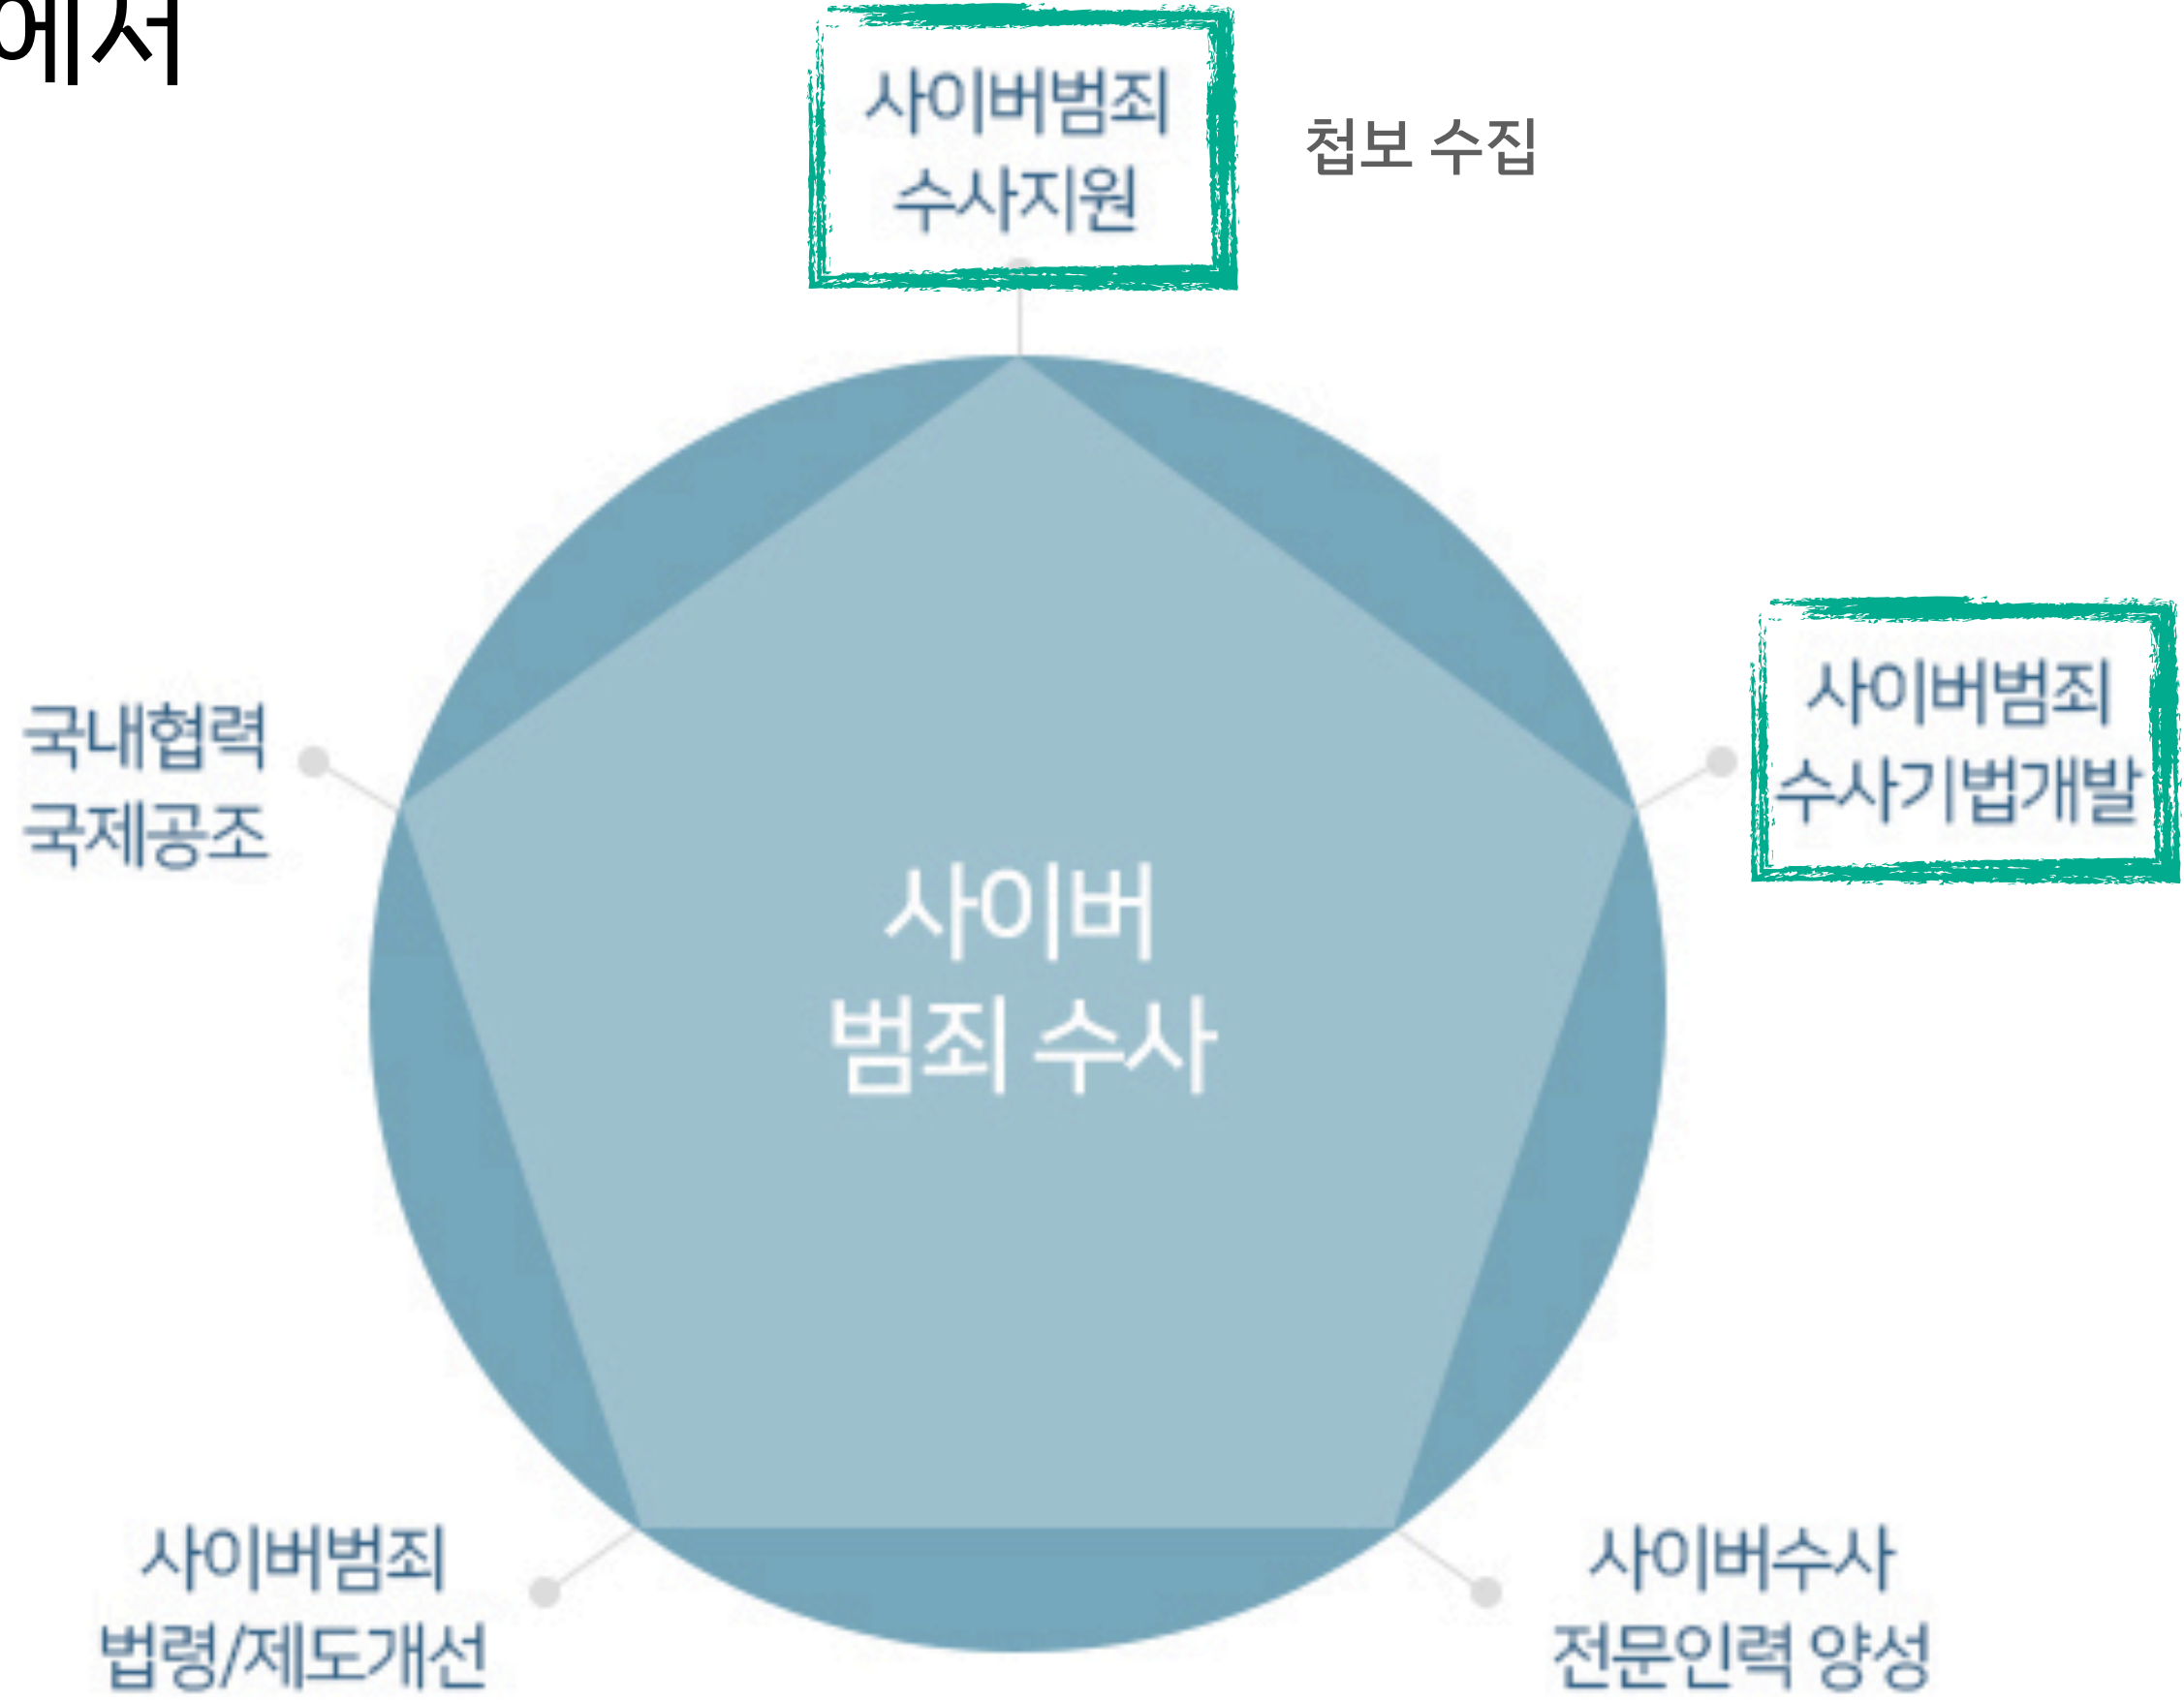 에서
사이버범죄
수사지원
첩보 수집
사이버범죄
수사기법개발
국내협력
국제공조
사이버
범죄 수사
사이버범죄
법령/제도개선
사이버수사
전문인력 양성